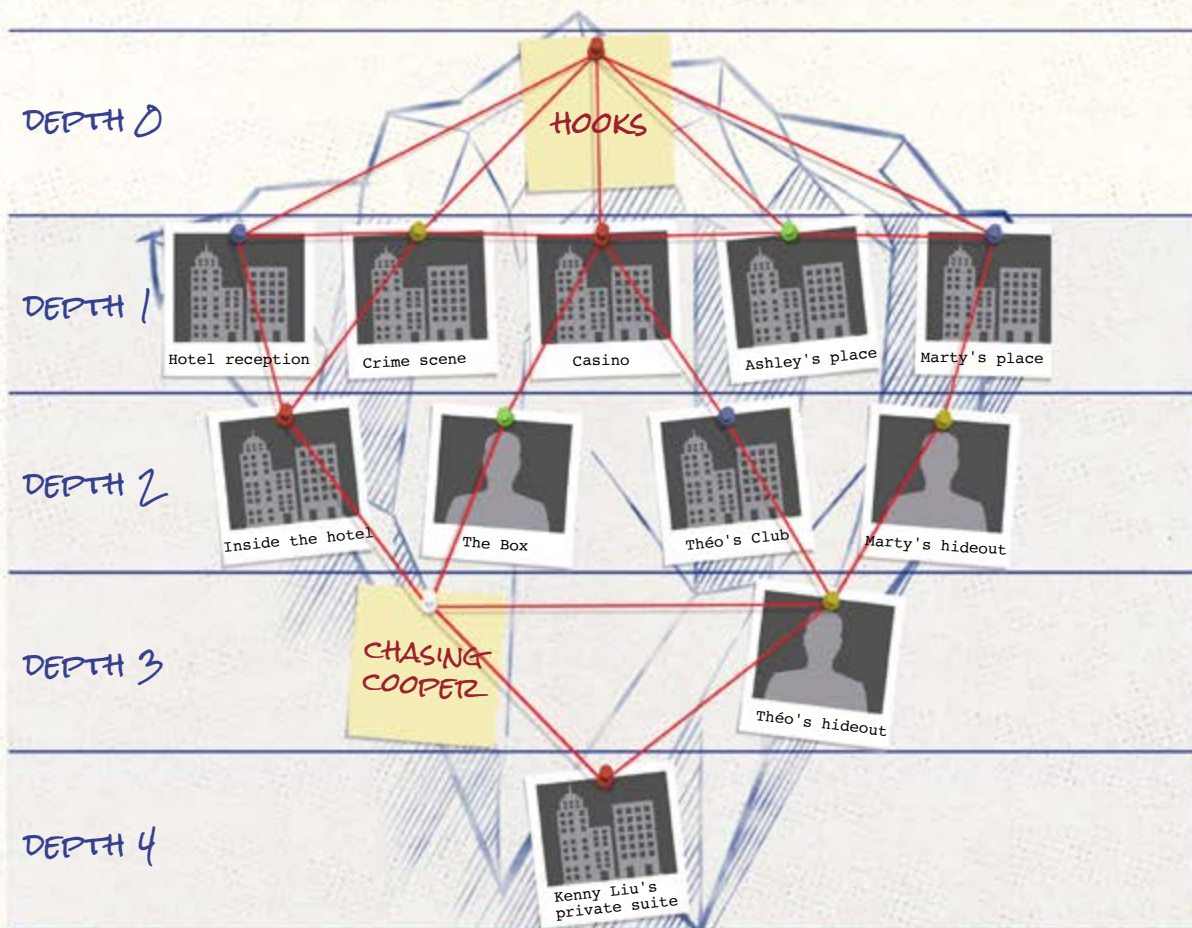 DEPTH 0
HOOKS
DEPTH 1
Hotel reception
Crime scene
Casino
Ashley's place
Marty's place
DEPTH 2
Inside the hotel
The Box
Théo's Club
Marty's hideout
DEPTH 3
CHASING
COOPER
Théo's hideout
DEPTH 4
Kenny Liu's
private suite